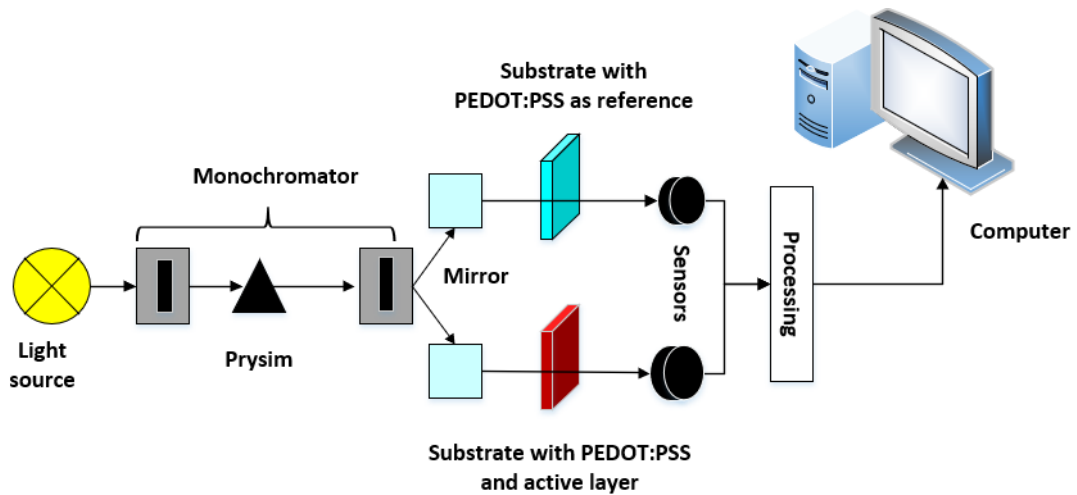 Substrate with
PEDOT:PSS as reference
Monochromator
Mirror
Sensors
Processing
Computer
Light
source
Prysim
Substrate with PEDOT:PSS
and active layer